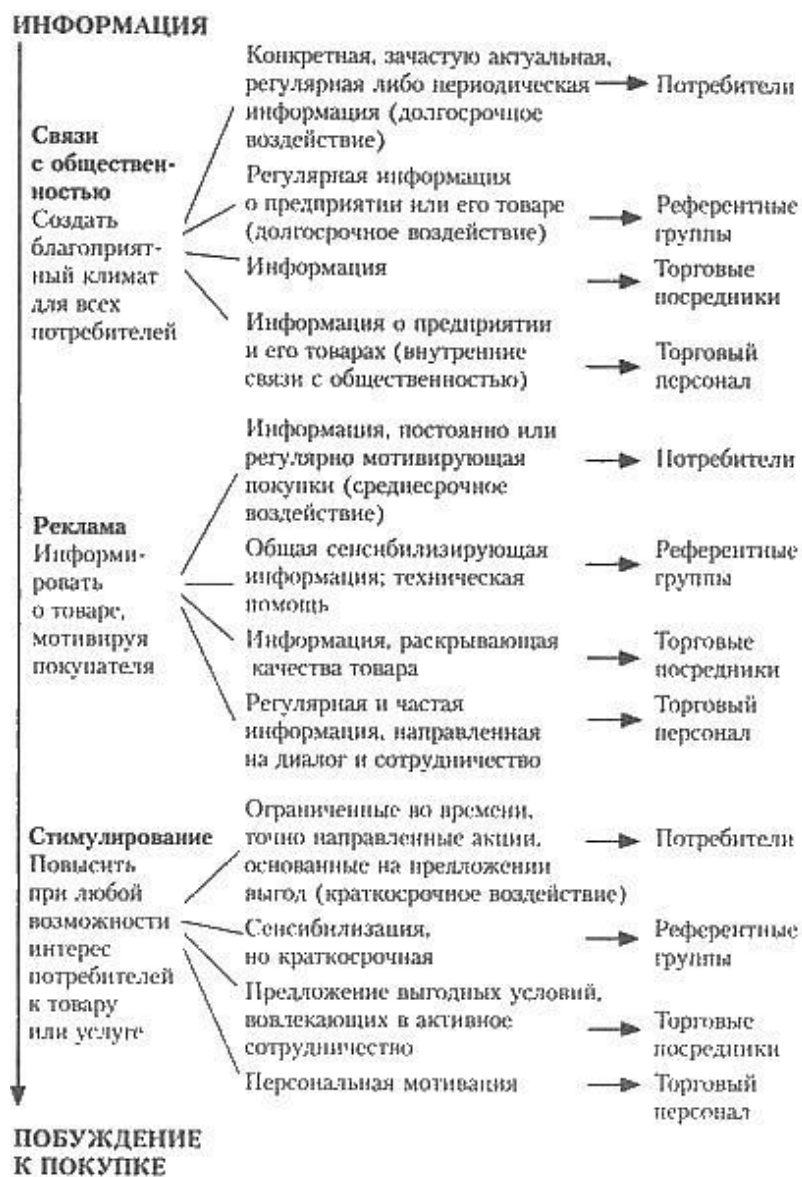 ИНФОРМАЦИЯ
Связи
с обществен-
ностью
Создать
благоприят-
ный климат
для всех
потребителей
Конкретная, зачастую актуальная,
регулярная либо периодическая
информация (долгосрочное
воздействие)
Потребители
Регулярная информация
о предприятии или его товаре
(долгосрочное воздействие)
Референтные
группы
Информация
Торговые
посредники
Информация о предприятии
и его товарах (внутренние
связи с общественностью)
Торговый
персонал
Реклама
Информи-
ровать
о товаре,
мотивируя
покупателя
Информация, постоянно или
регулярно мотивирующая
покупки (среднесрочное
воздействие)
Потребители
Общая сенсибилизирующая
информация; техническая
помощь
Референтные
группы
Информация, раскрывающая
качества товара
Торговые
посредники
Регулярная и частая
информация, направленная
на диалог и сотрудничество
Торговый
персонал
Стимулирование
Повысить
при любой
возможности
интерес
потребителей
к товару
или услуге
Ограниченные во времени,
точно направленные акции,
основанные на предложении
выгод (краткосрочное воздействие)
Потребители
Сенсибилизация,
но краткосрочная
Референтные
группы
Предложение выгодных условий,
вовлекающих в активное
сотрудничество
Торговые
посредники
Персональная мотивация
Торговый
персонал
ПОБУЖДЕНИЕ
К ПОКУПКЕ